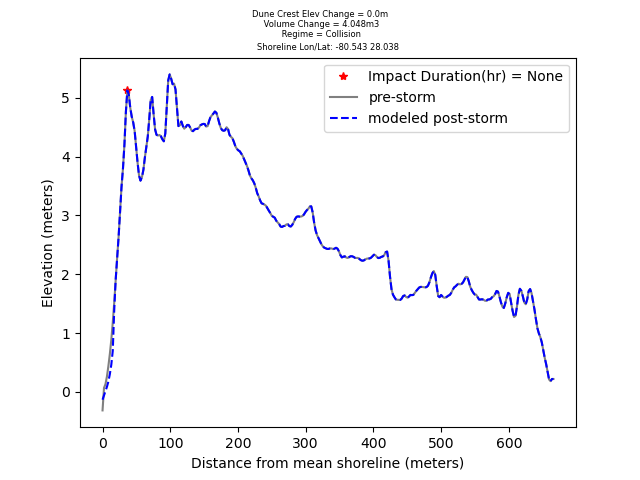 Dune Crest Elev Change = 0.0m
Volume Change = 4.048m3
Regime = Collision
Shoreline Lon/Lat: -80.543 28.038
Impact Duration(hr) = None
pre-storm
modeled post-storm
Elevation (meters)
5
4
3
2
1
0
0 100 200 300 400 500 600
Distance from mean shoreline (meters)